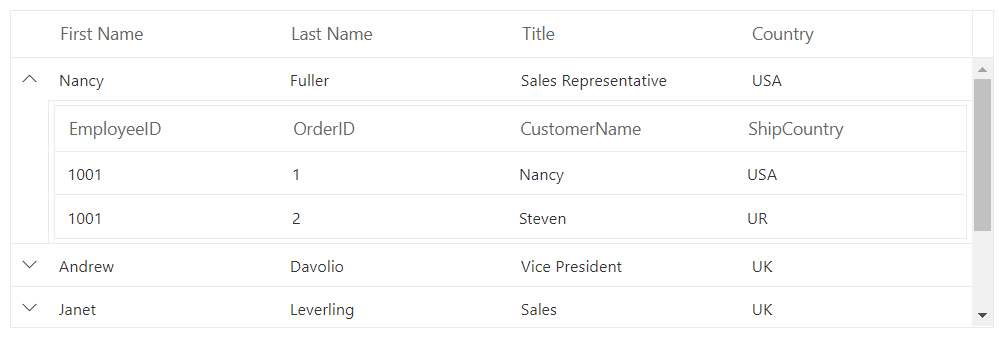 First Name Last Name Title Country
Nancy Fuller Sales Representative USA
EmployeeID OrderID CustomerName ShipCountry
1001 1 Nancy USA
1001 2 Steven UR
Andrew Davolio Vice President UK
Janet Leverling Sales UK